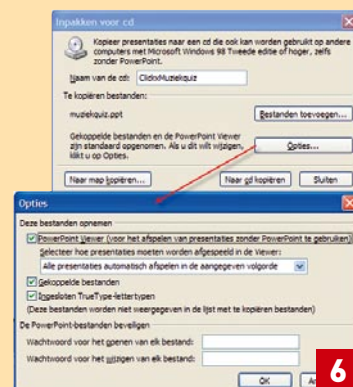 Inpakken voor cd
Kopieer presentaties naar een cd die ook kan worden gebruikt op andere
computers met Microsoft Windows 98 Tweede editie of hoger, zelfs
zonder PowerPoint.
Naam van de cd: ClickxMuziekquiz
Te kopiëren bestanden:
muziekquiz.ppt
Bestanden toevoegen...
Gekoppelde bestanden en de PowerPoint Viewer
zijn standaard opgenomen. Als u dit wilt wijzigen,
klikt u op Opties.
Opties...
Naar map kopiëren... Naar cd kopiëren Sluiten
Opties
Deze bestanden opnemen
PowerPoint Viewer (voor het afspelen van presentaties zonder PowerPoint te gebruiken)
Selecteer hoe presentaties moeten worden afgespeeld in de Viewer:
Alle presentaties automatisch afspelen in de aangegeven volgorde
Gekoppelde bestanden
Ingesloten TrueType-lettertypen
(Deze bestanden worden niet weergegeven in de lijst met te kopiëren bestanden)
De PowerPoint-bestanden beveiligen
Wachtwoord voor het openen van elk bestand:
Wachtwoord voor het wijzigen van elk bestand:
OK
6